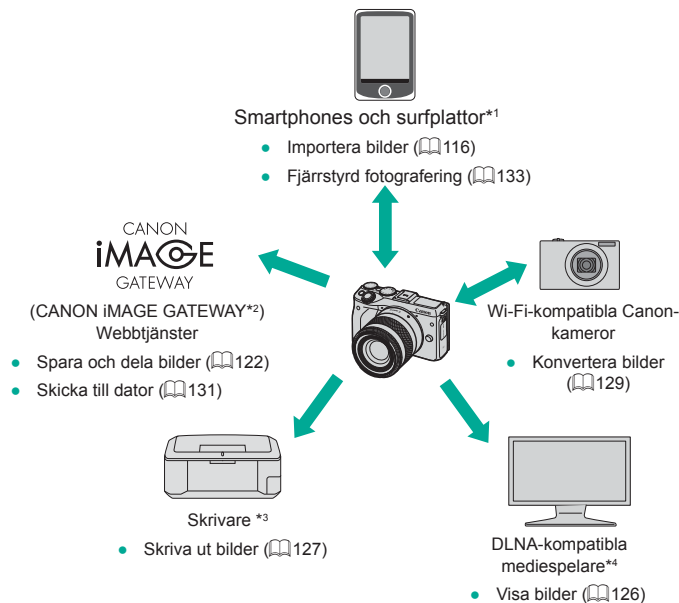 Smartphones och surfplattor*1
● Importera bilder (116)
● Fjärrstyrd fotografering (133)
CANON
iMAGE
GATEWAY
(CANON iMAGE GATEWAY*2)
Webbtjänster
● Spara och dela bilder (122)
● Skicka till dator (131)
Canon
Wi-Fi-kompatibla Canon-
kameror
● Konvertera bilder
(129)
Skrivare *3
● Skriva ut bilder (127)
DLNA-kompatibla
mediespelare*4
● Visa bilder (126)